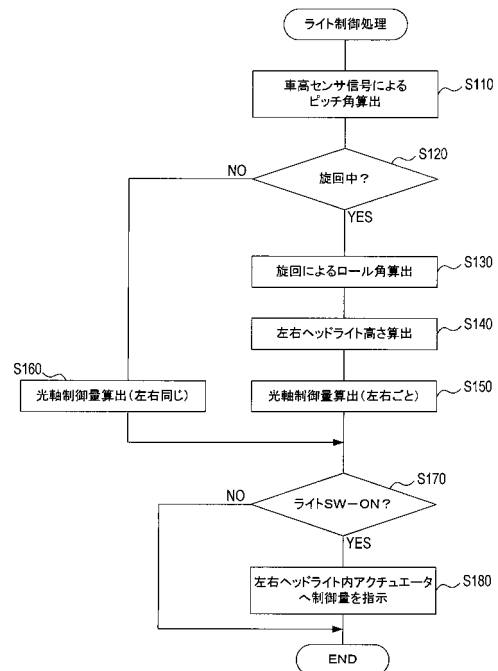 ライト制御処理
車高センサ信号による
ピッチ角算出
S110
旋回中？
S120
NO
YES
旋回によるロール角算出
S130
左右ヘッドライト高さ算出
S140
S160
光軸制御量算出(左右同じ)
光軸制御量算出(左右ごと)
S150
ライトSW－ON？
S170
NO
YES
左右ヘッドライト内アクチュエータ
へ制御量を指示
S180
END